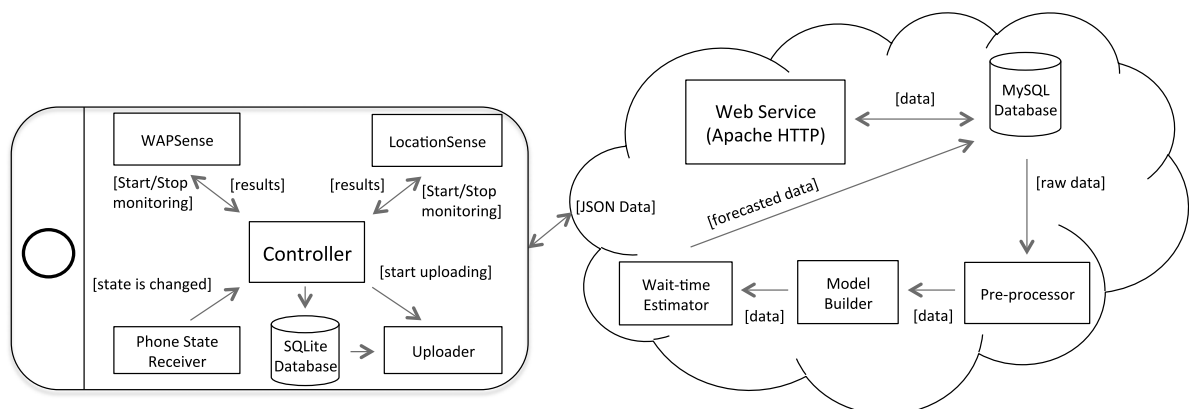 WAPSense
LocationSense
[Start/Stop
monitoring]
[results]
[results]
[Start/Stop
monitoring]
Controller
[state is changed]
[start uploading]
Phone State
Receiver
SQLite
Database
Uploader
[JSON Data]
Web Service
(Apache HTTP)
[data]
MySQL
Database
[forecasted data]
[raw data]
Wait-time
Estimator
[data]
Model
Builder
[data]
Pre-processor